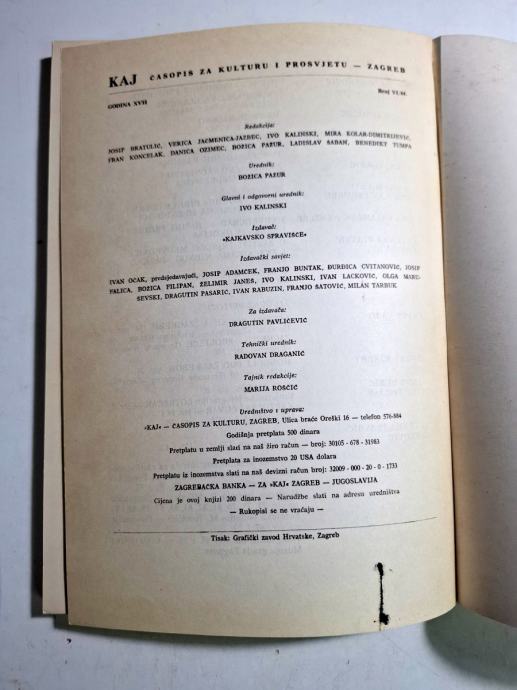 KAJ ČASOPIS ZA KULTURU I PROSVJETU — ZAGREB
GODINA XVII Broj VI/84.
Redakcija:
JOSIP BRATULIĆ, VERICA JAČMENICA-JAZBEC, IVO KALINSKI, MIRA KOLAR-DIMITRIJEVIĆ,
FRAN KONCELAK, DANICA OZIMEC, BOŽICA PAŽUR, LADISLAV ŠABAN, BENEDIKT TUMPA
Urednik:
BOŽICA PAŽUR
Glavni i odgovorni urednik:
IVO KALINSKI
Izdavač:
»KAJKAVSKO SPRAVIŠČE«
Izdavački savjet:
IVAN OČAK, predsjedavajući, JOSIP ADAMČEK, FRANJO BUNTAK, ĐURĐICA CVITANOVIĆ, JOSIP
FALICA, BOŽICA FILIPAN, ŽELIMIR JANEŠ, IVO KALINSKI, IVAN LACKOVIĆ, OLGA MARU-
ŠEVSKI, DRAGUTIN PASARIĆ, IVAN RABUZIN, FRANJO ŠATOVIĆ, MILAN TARBUK
Za izdavača:
DRAGUTIN PAVLIČEVIĆ
Tehnički urednik:
RADOVAN DRAGANIĆ
Tajnik redakcije:
MARIJA ROŠČIĆ
Uredništvo i uprava:
»KAJ« — ČASOPIS ZA KULTURU, ZAGREB, Ulica braće Oreški 16 — telefon 576-884
Godišnja pretplata 500 dinara
Pretplatu u zemlji slati na naš žiro račun — broj: 30105 - 678 - 31983
Pretplata za inozemstvo 20 USA dolara
Pretplatu iz inozemstva slati na naš devizni račun broj: 32009 - 000 - 20 - 0 - 1733
ZAGREBAČKA BANKA — ZA »KAJ« ZAGREB — JUGOSLAVIJA
Cijena je ovoj knjizi 200 dinara — Narudžbe slati na adresu uredništva
— Rukopisi se ne vraćaju —
Tisak: Grafički zavod Hrvatske, Zagreb